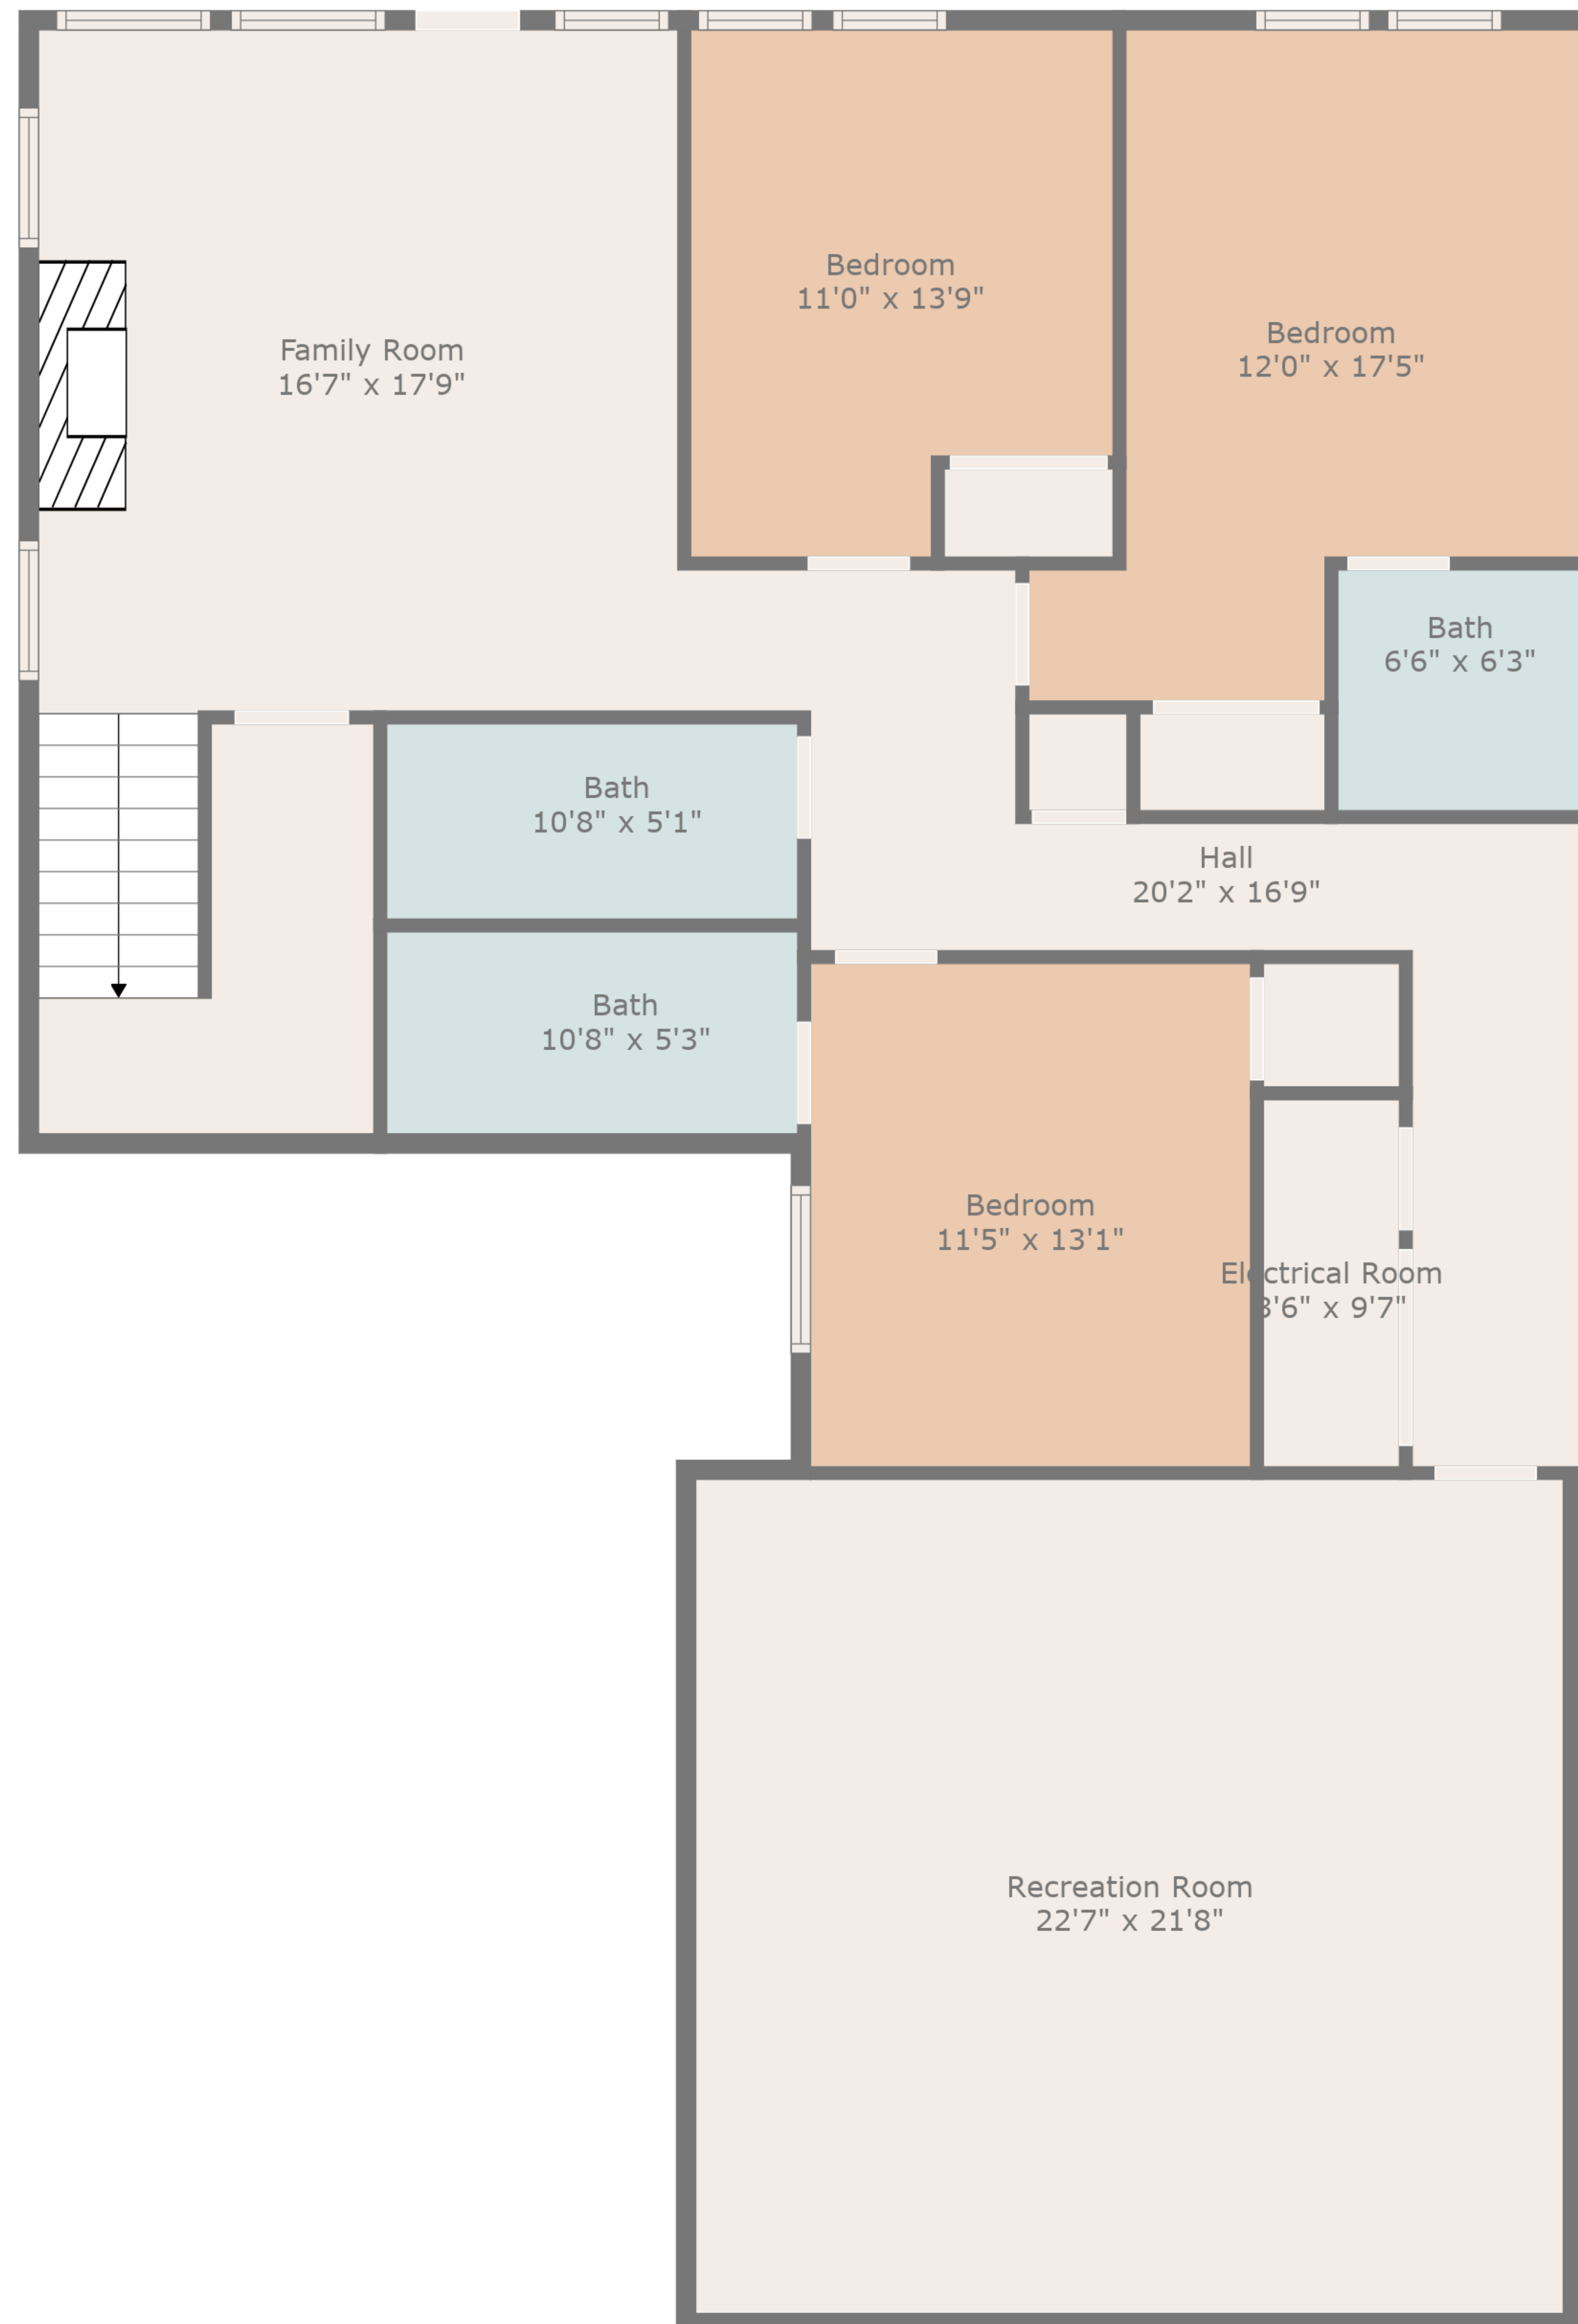 Bedroom
11'0" x 13'9"
Bedroom
12'0" x 17'5"
Family Room
16'7" x 17'9"
Bath
6'6" x 6'3"
Bath
10'8" x 5'1"
Hall
20'2" x 16'9"
Bath
10'8" x 5'3"
Bedroom
11'5" x 13'1"
Electrical Room
3'6" x 9'7"
Recreation Room
22'7" x 21'8"